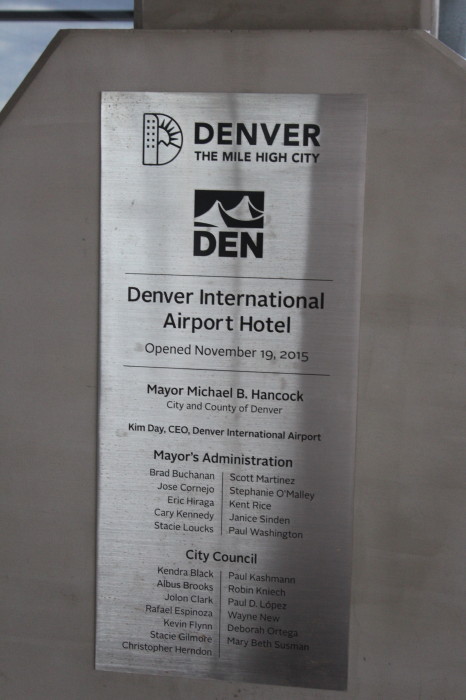 DENVER
THE MILE HIGH CITY
DEN
Denver International
Airport Hotel
Opened November 19, 2015
Mayor Michael B. Hancock
City and County of Denver
Kim Day, CEO, Denver International Airport
Mayor's Administration
Brad Buchanan
Jose Cornejo
Eric Hiraga
Cary Kennedy
Stacie Loucks
Scott Martinez
Stephanie O'Malley
Kent Rice
Janice Sinden
Paul Washington
City Council
Kendra Black
Albus Brooks
Jolon Clark
Rafael Espinoza
Kevin Flynn
Stacie Gilmore
Christopher Herndon
Paul Kashmann
Robin Kniech
Paul D. López
Wayne New
Deborah Ortega
Mary Beth Susman